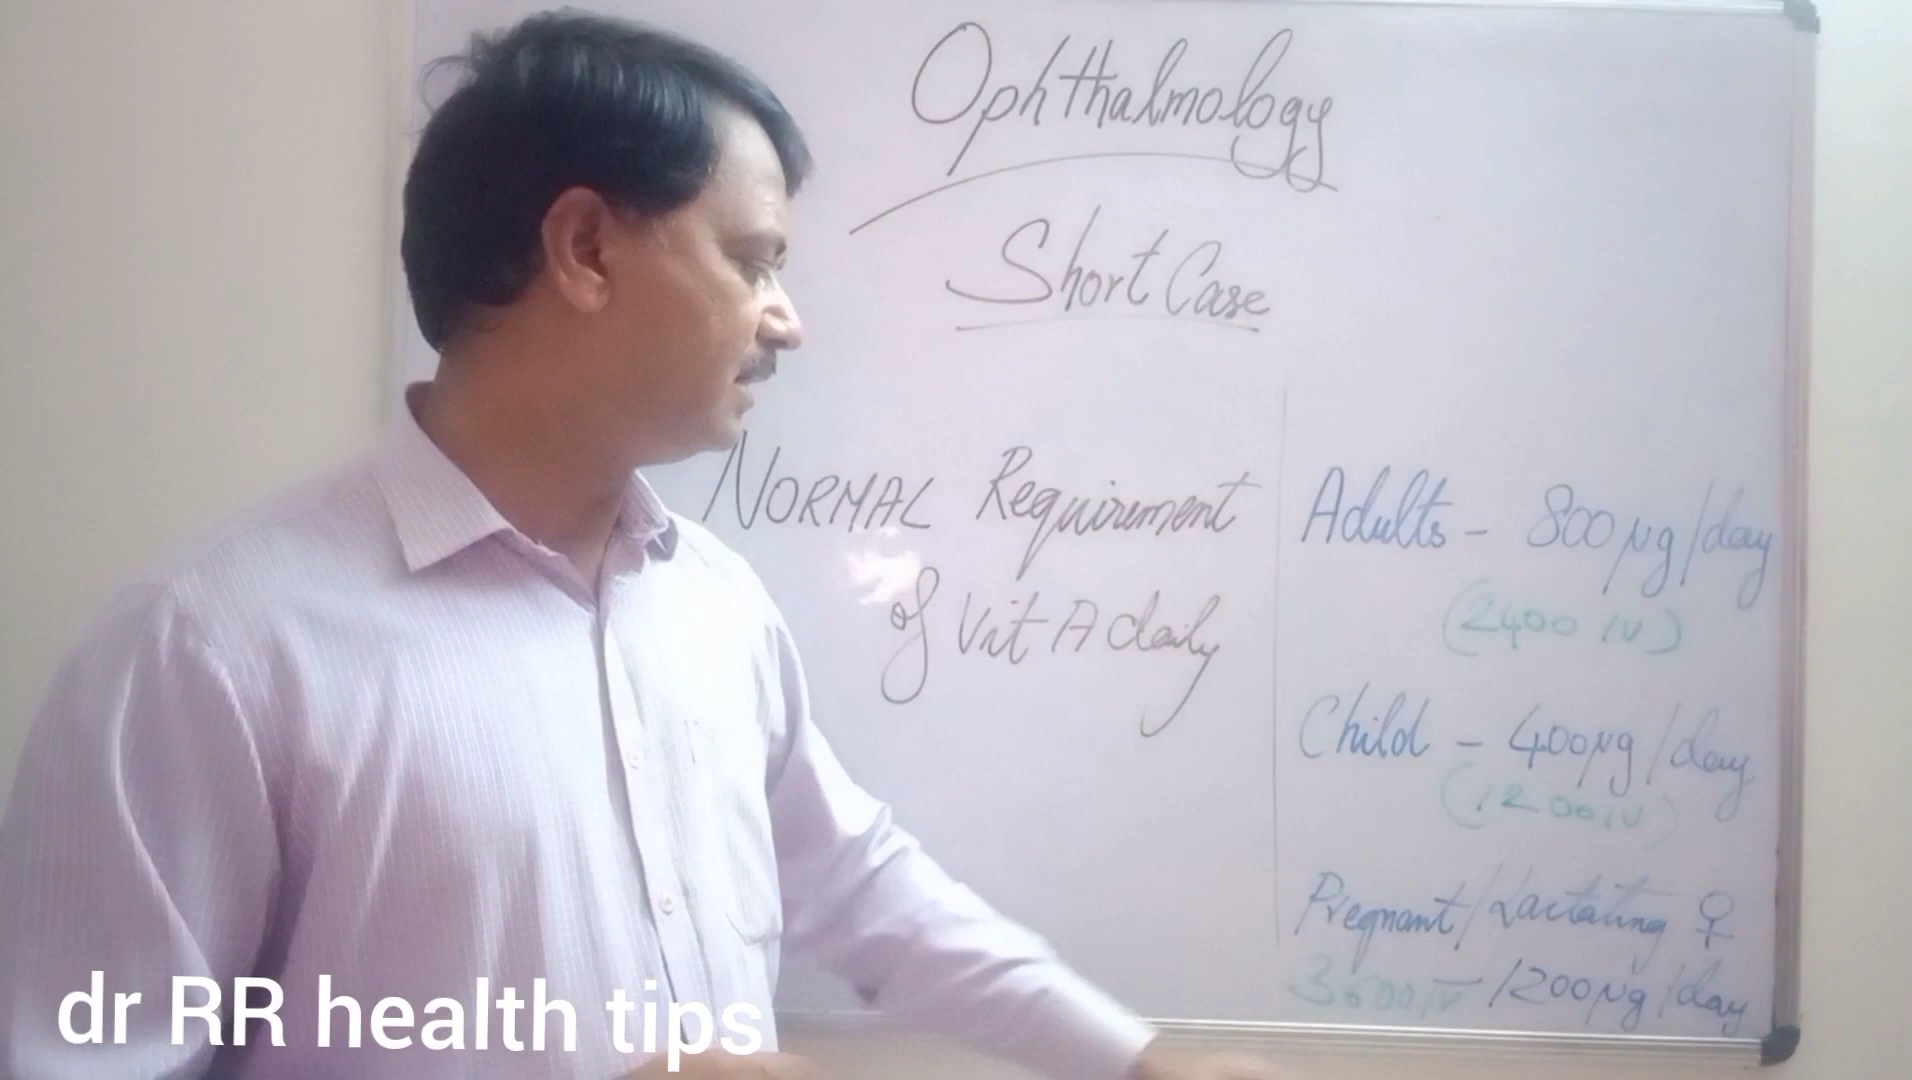 Ophthalmology
Short Case
NORMAL Requirement
of Vit A daily
Adults - 800 µg/day
(2400 IU)
Child - 400 µg/day
(1200 IU)
Pregnant/Lactating ♀
3600 IU - 1200 µg/day
dr RR health tips